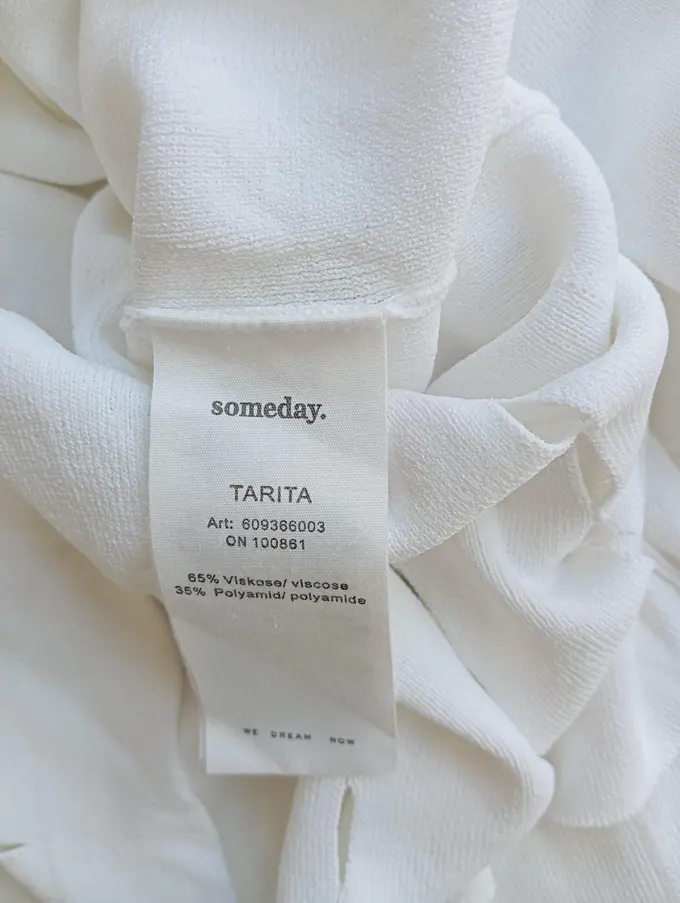 someday.
TARITA
Art: 609366003
ON 100861
65% Viskose/ viscose
35% Polyamid/ polyamide
WE DREAM NOW